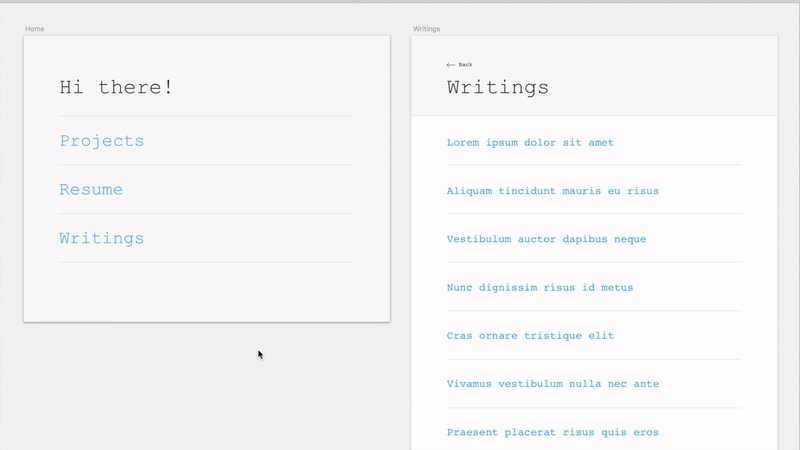 Home
Hi there!
Projects
Resume
Writings
Writings
Back
Writings
Lorem ipsum dolor sit amet
Aliquam tincidunt mauris eu risus
Vestibulum auctor dapibus neque
Nunc dignissim risus id metus
Cras ornare tristique elit
Vivamus vestibulum nulla nec ante
Praesent placerat risus quis eros